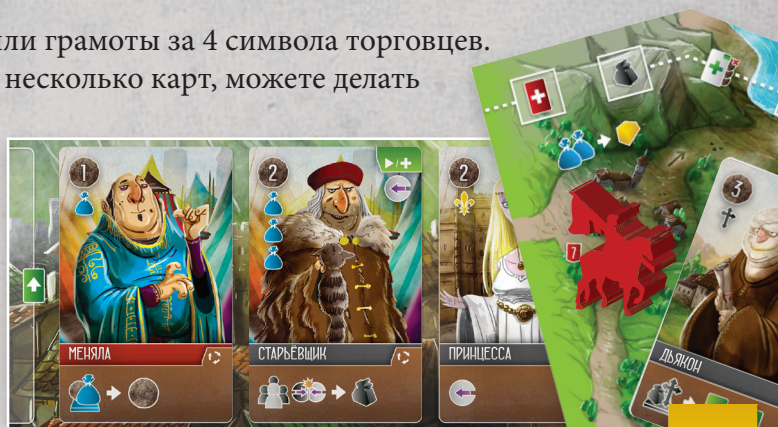 или грамоты за 4 символа торговцев.
несколько карт, можете делать
1
2
2
3
7
МЕНЯЛА
СТАРЬЁВЩИК
ПРИНЦЕССА
ДЬЯКОН